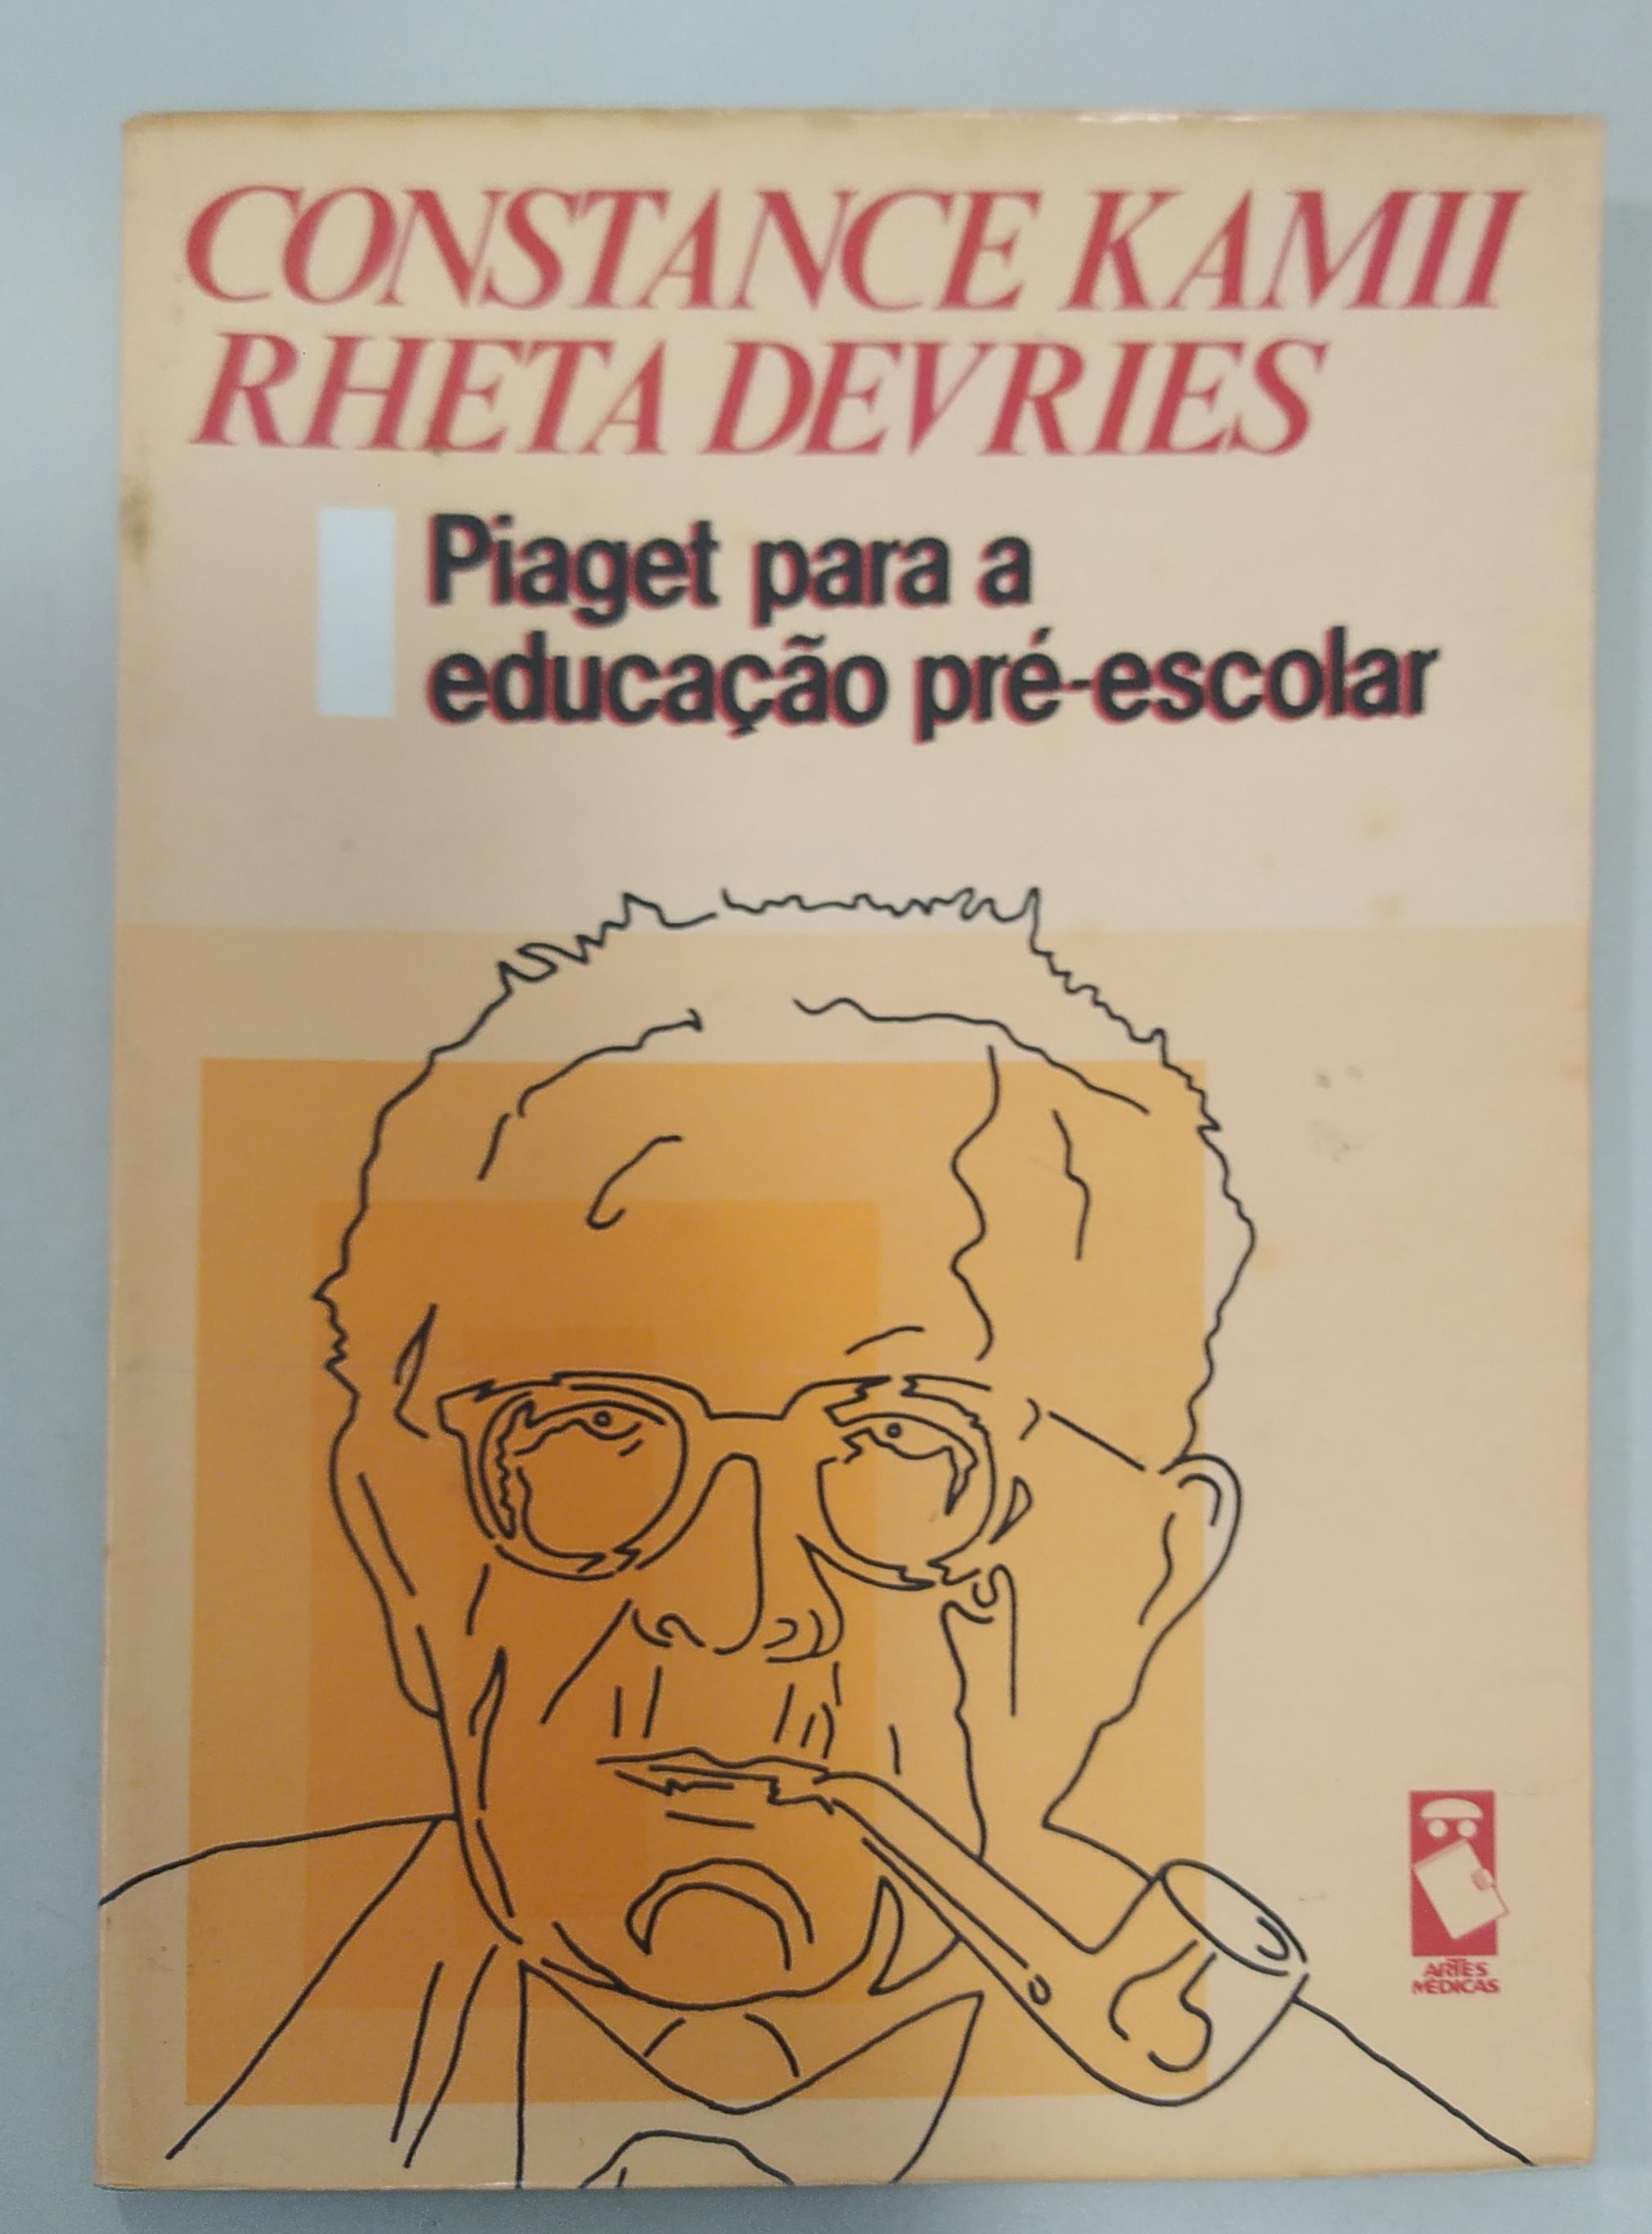 CONSTANCE KAMII
RHETA DEVRIES
Piaget para a
educação pré-escolar
ARTES
MÉDICAS